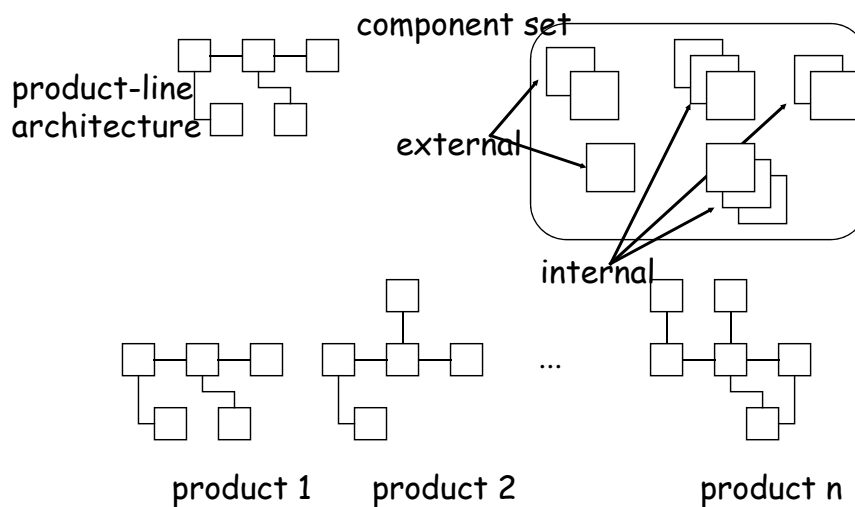 component set
product-line
architecture
external
internal
...
product 1
product 2
product n